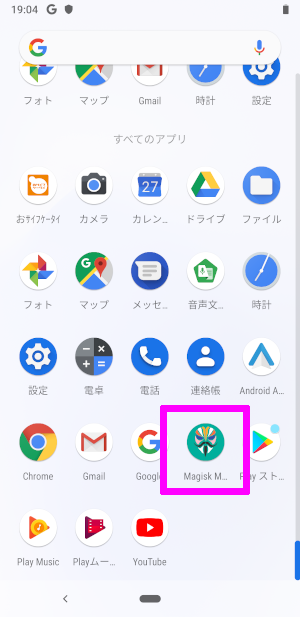 19:04
フォト マップ Gmail 時計 設定
すべてのアプリ
おサイフケータイ カメラ カレン… ドライブ ファイル
フォト マップ メッセ… 音声文… 時計
設定 電卓 電話 連絡帳 Android A…
Chrome Gmail Google Magisk M… Play スト…
Play Music Playムー… YouTube